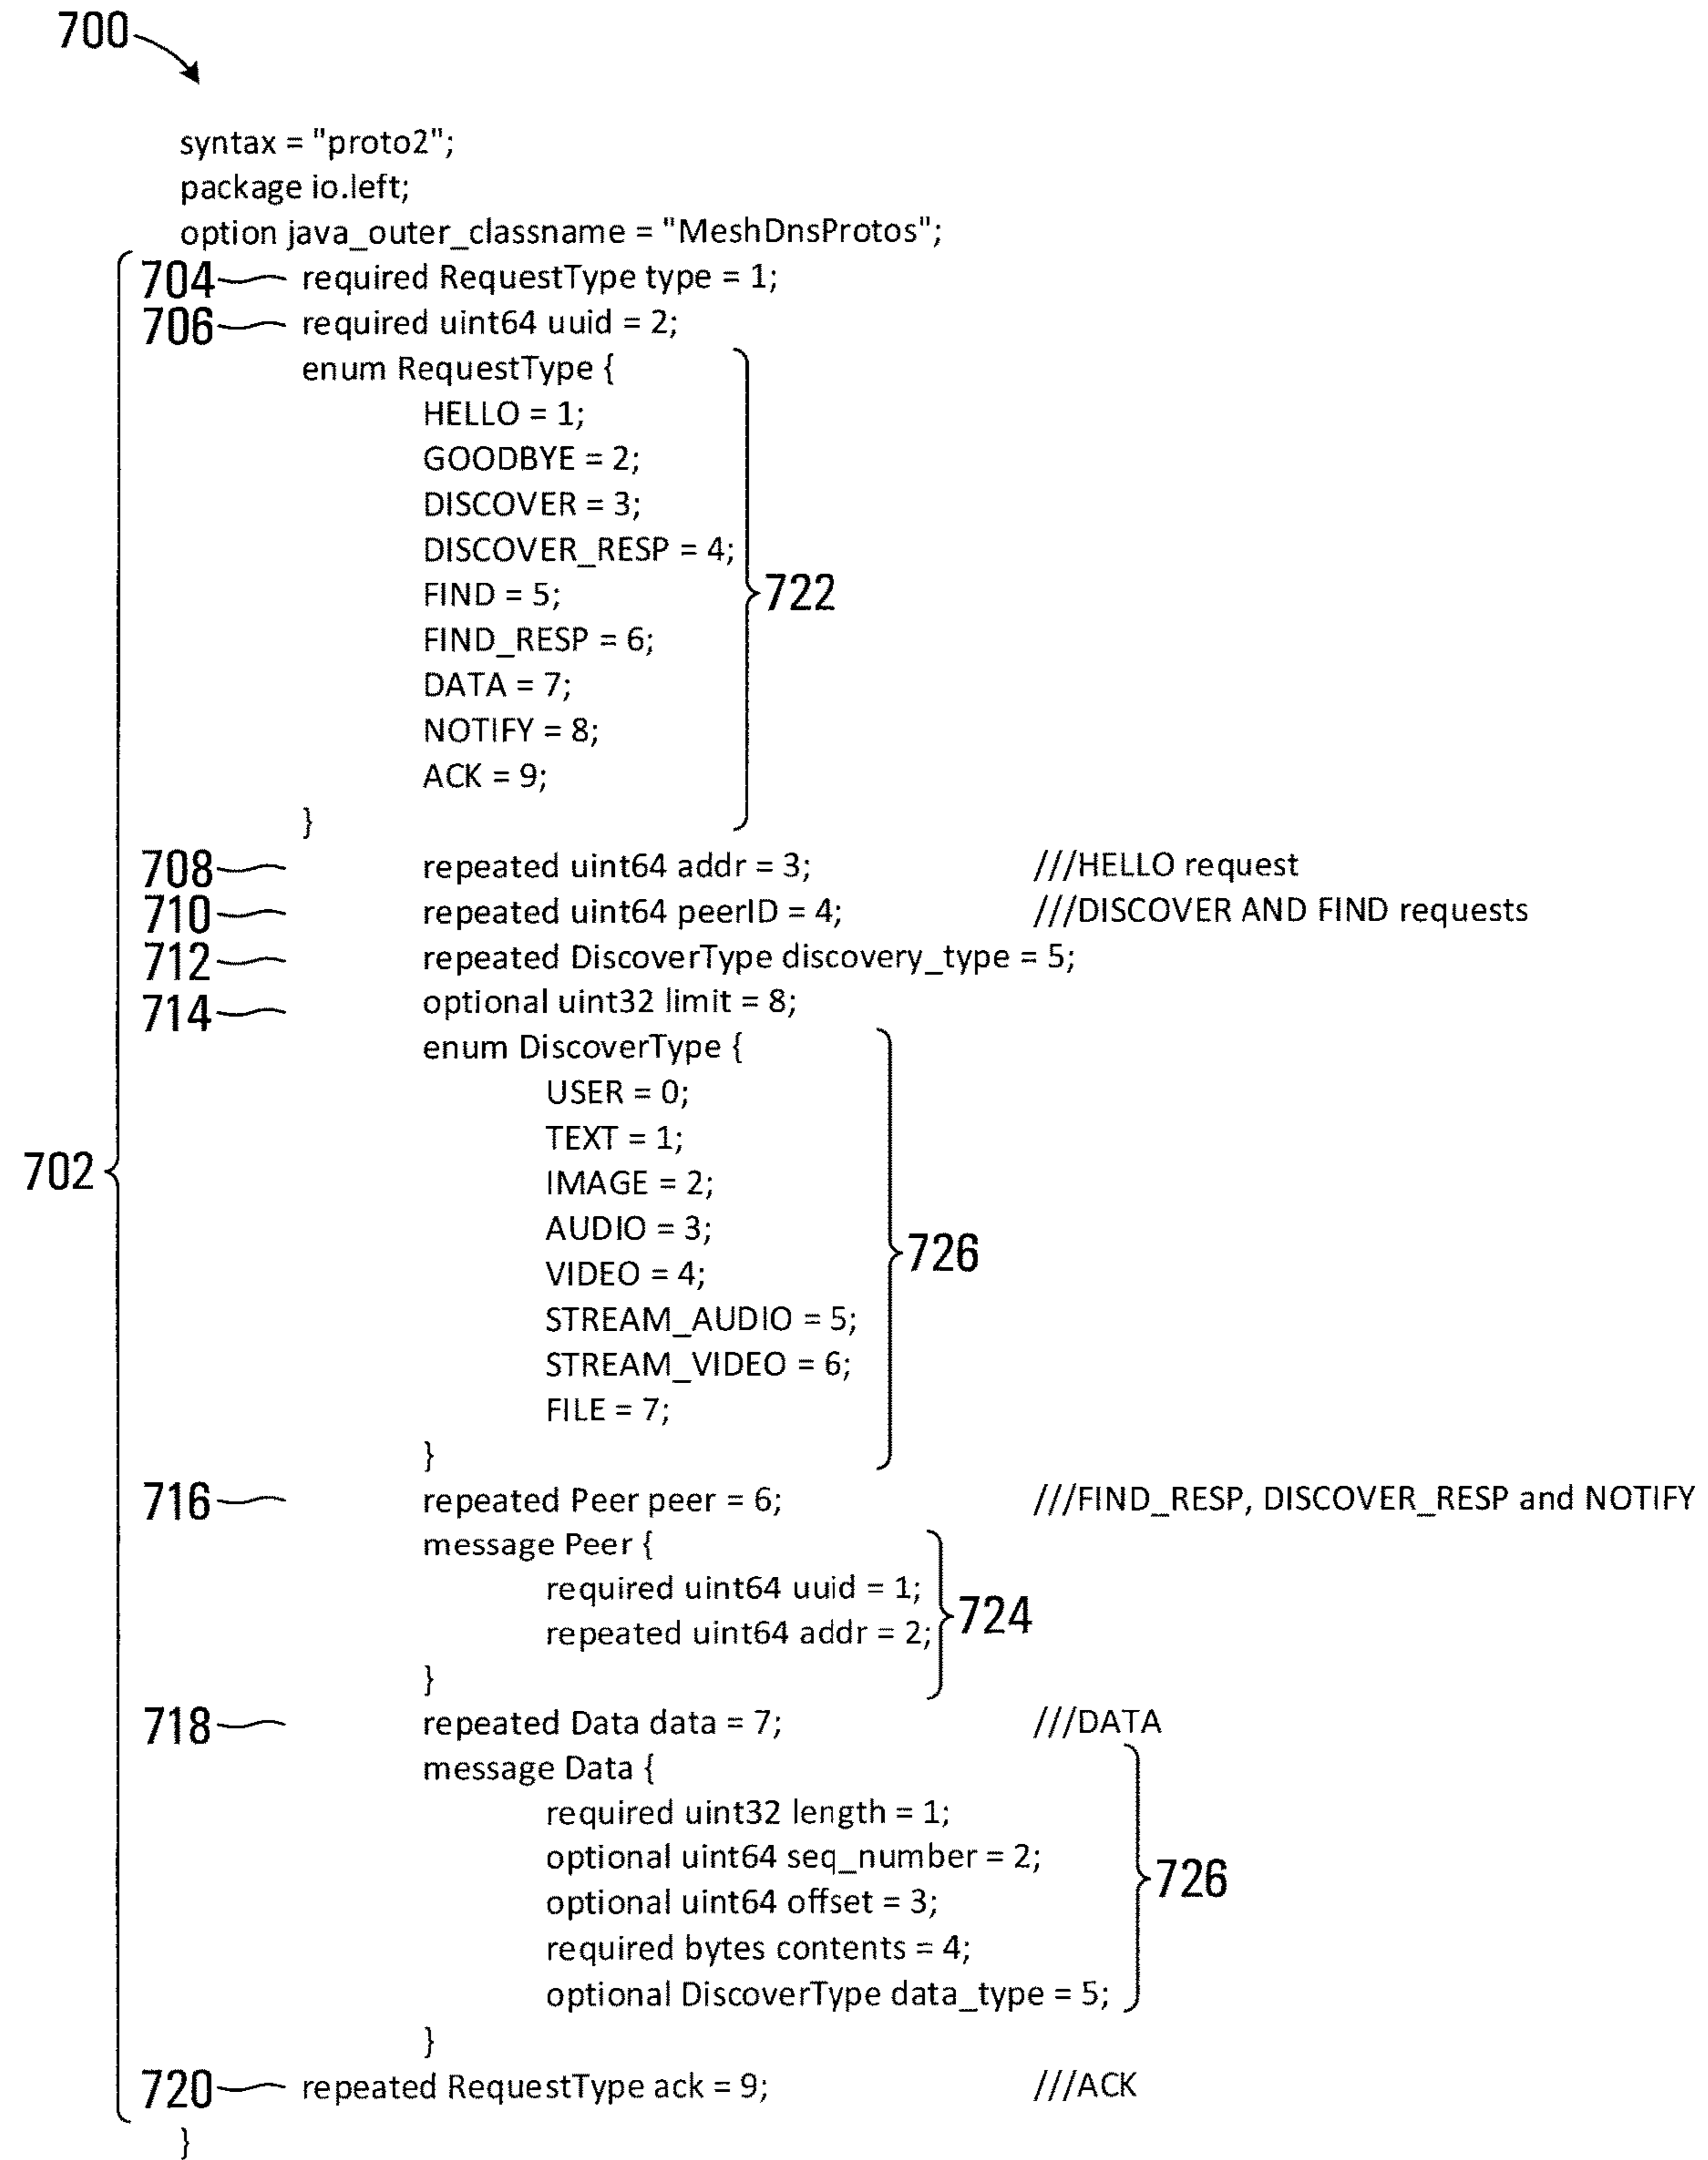 700
syntax = "proto2";
package io.left;
option java_outer_classname = "MeshDnsProtos";
704 required RequestType type = 1;
706 required uint64 uuid = 2;
enum RequestType {
HELLO = 1;
GOODBYE = 2;
DISCOVER = 3;
DISCOVER_RESP = 4;
FIND = 5;
722
FIND_RESP = 6;
DATA = 7;
NOTIFY = 8;
ACK = 9;
}
708 repeated uint64 addr = 3; ///HELLO request
710 repeated uint64 peerID = 4; ///DISCOVER AND FIND requests
712 repeated DiscoverType discovery_type = 5;
714 optional uint32 limit = 8;
enum DiscoverType {
USER = 0;
TEXT = 1;
702
IMAGE = 2;
AUDIO = 3;
726
VIDEO = 4;
STREAM_AUDIO = 5;
STREAM_VIDEO = 6;
FILE = 7;
}
716 repeated Peer peer = 6; ///FIND_RESP, DISCOVER_RESP and NOTIFY
message Peer {
required uint64 uuid = 1;
724
repeated uint64 addr = 2;
}
718 repeated Data data = 7; ///DATA
message Data {
required uint32 length = 1;
optional uint64 seq_number = 2;
726
optional uint64 offset = 3;
required bytes contents = 4;
optional DiscoverType data_type = 5;
}
720 repeated RequestType ack = 9; ///ACK
}